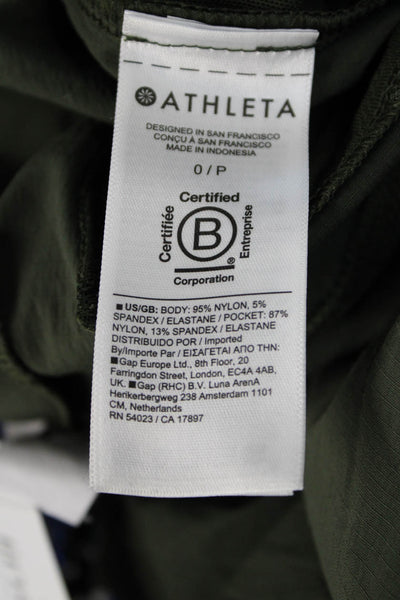 ATHLETA
DESIGNED IN SAN FRANCISCO
CONÇU À SAN FRANCISCO
MADE IN INDONESIA
0 / P
Certified
Certifiée
B
Entreprise
®
Corporation
US/GB: BODY: 95% NYLON, 5%
SPANDEX / ELASTANE / POCKET: 87%
NYLON, 13% SPANDEX / ELASTANE
DISTRIBUIDO POR / Imported
By/Importe Par / ΕΙΣΑΓΕΤΑΙ ΑΠΟ ΤΗΝ:
Gap Europe Ltd., 8th Floor, 20
Farringdon Street, London, EC4A 4AB,
UK. Gap (RHC) B.V. Luna ArenA
Herikerbergweg 238 Amsterdam 1101
CM, Netherlands
RN 54023 / CA 17897